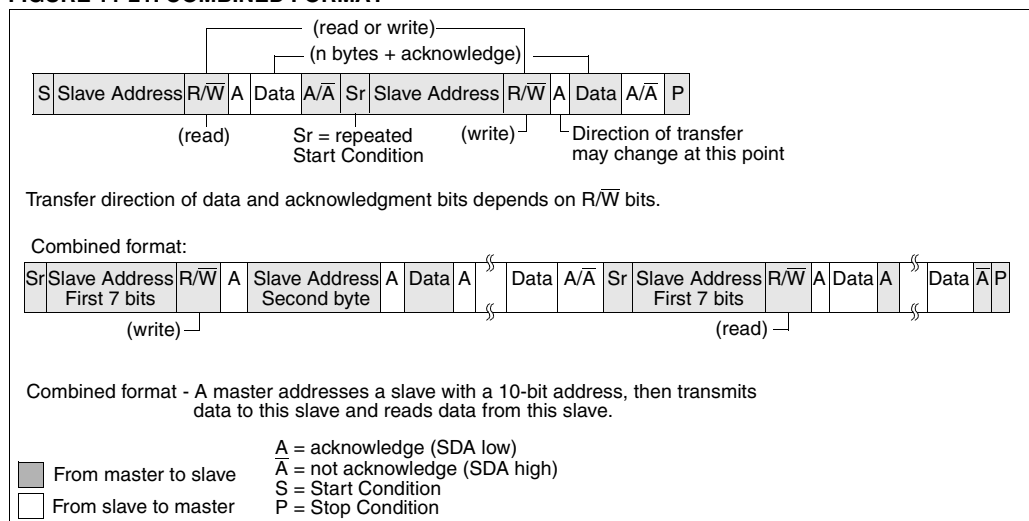 FIGURE COMBINED FORMAT
(read or write)
(n bytes + acknowledge)
S Slave Address R/W̅ A Data A/A̅ Sr Slave Address R/W̅ A Data A/A̅ P
(read) Sr = repeated (write) Direction of transfer
Start Condition may change at this point
Transfer direction of data and acknowledgment bits depends on R/W̅ bits.
Combined format:
Sr Slave Address R/W̅ A Slave Address A Data A Data A/A̅ Sr Slave Address R/W̅ A Data A Data A̅ P
First 7 bits Second byte First 7 bits
(write) (read)
Combined format - A master addresses a slave with a 10-bit address, then transmits
data to this slave and reads data from this slave.
A = acknowledge (SDA low)
From master to slave A̅ = not acknowledge (SDA high)
S = Start Condition
From slave to master P = Stop Condition